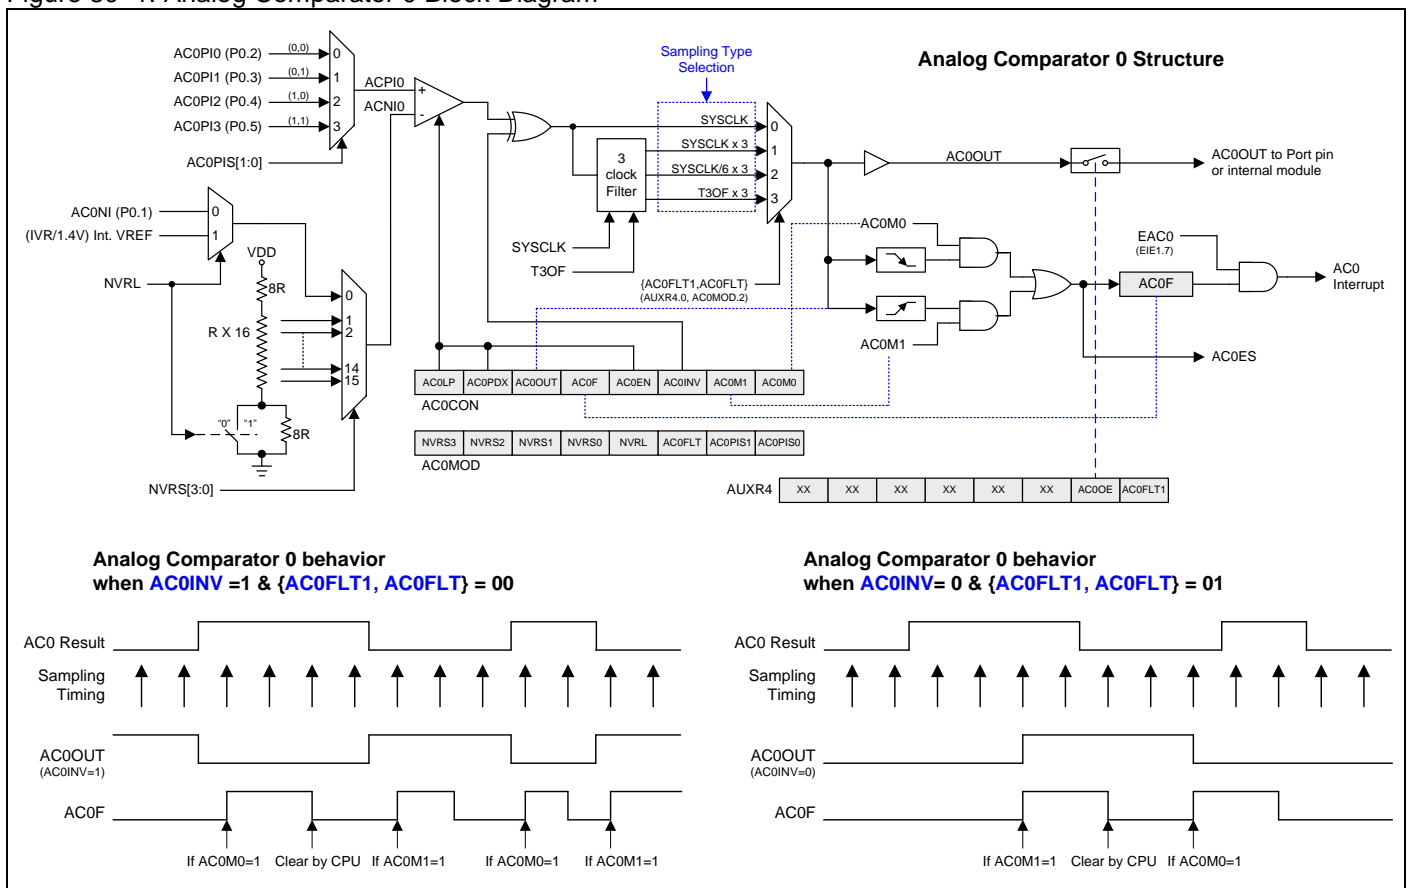 Analog Comparator 0 Structure
AC0PI0 (P0.2)
(0,0)
0
AC0PI1 (P0.3)
(0,1)
1
AC0PI2 (P0.4)
(1,0)
2
AC0PI3 (P0.5)
(1,1)
3
AC0PIS[1:0]
ACPI0
ACNI0
+
-
Sampling Type
Selection
SYSCLK
SYSCLK x 3
SYSCLK/6 x 3
T3OF x 3
0
1
2
3
3
clock
Filter
SYSCLK
T3OF
{AC0FLT1,AC0FLT}
(AUXR4.0, AC0MOD.2)
AC0OUT
AC0OUT to Port pin
or internal module
AC0M0
AC0M1
EAC0
(EIE1.7)
AC0F
AC0
Interrupt
AC0ES
AC0NI (P0.1)
0
(IVR/1.4V) Int. VREF
1
NVRL
VDD
8R
R X 16
0
1
2
14
15
"0"
"1"
8R
NVRS[3:0]
AC0LP AC0PDX AC0OUT AC0F AC0EN AC0INV AC0M1 AC0M0
AC0CON
NVRS3 NVRS2 NVRS1 NVRS0 NVRL AC0FLT AC0PIS1 AC0PIS0
AC0MOD
AUXR4 XX XX XX XX XX XX AC0OE AC0FLT1
Analog Comparator 0 behavior
when AC0INV =1 & {AC0FLT1, AC0FLT} = 00
AC0 Result
Sampling
Timing
AC0OUT
(AC0INV=1)
AC0F
If AC0M0=1 Clear by CPU If AC0M1=1 If AC0M0=1 If AC0M1=1
Analog Comparator 0 behavior
when AC0INV= 0 & {AC0FLT1, AC0FLT} = 01
AC0 Result
Sampling
Timing
AC0OUT
(AC0INV=0)
AC0F
If AC0M1=1 Clear by CPU If AC0M0=1